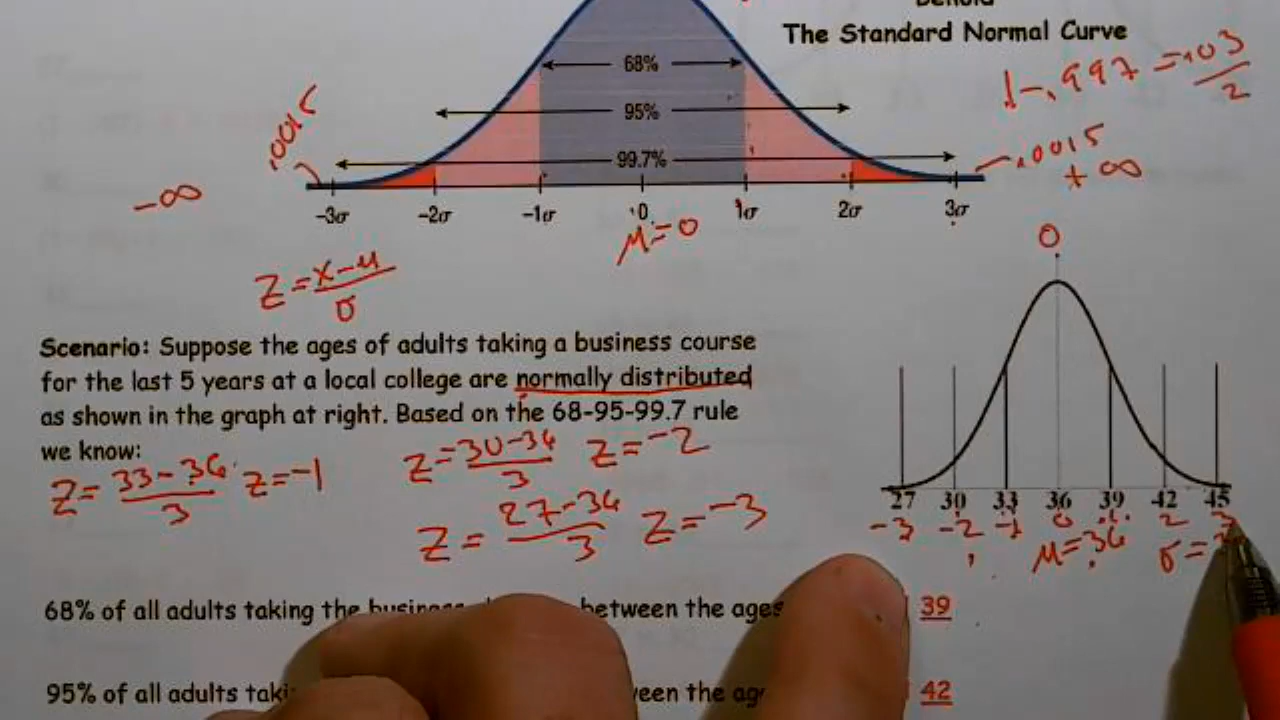 Behold
The Standard Normal Curve
68%
95%
99.7%
1-.997 = .03
2
.0015
.0015
+∞
-∞
-3σ -2σ -1σ 0 1σ 2σ 3σ
μ=0
Z = x-μ
σ
0
Scenario: Suppose the ages of adults taking a business course
for the last 5 years at a local college are normally distributed
as shown in the graph at right. Based on the 68-95-99.7 rule
we know:
Z = 33-36 Z = -1
3
Z = 30-36 Z = -2
3
Z = 27-36 Z = -3
3
27 30 33 36 39 42 45
-3 -2 -1 0 1 2 3
μ=36 σ=
68% of all adults taking the between the ages 39
95% of all adults 42